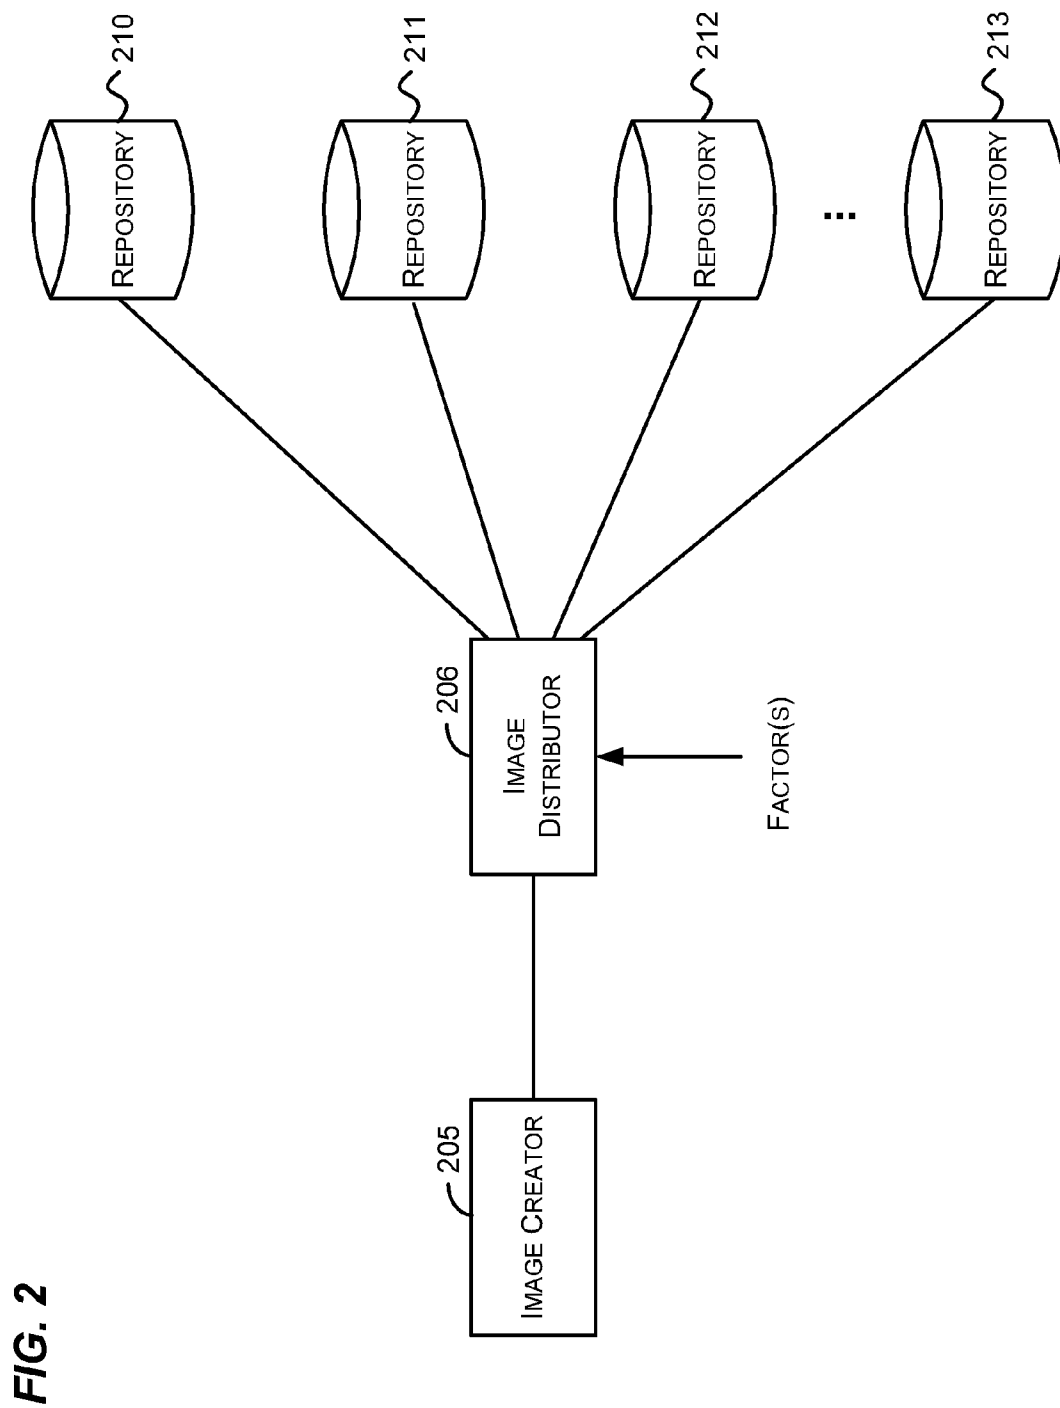 FIG. 2
IMAGE CREATOR
205
IMAGE
DISTRIBUTOR
206
FACTOR(S)
REPOSITORY
210
REPOSITORY
211
REPOSITORY
212
...
REPOSITORY
213